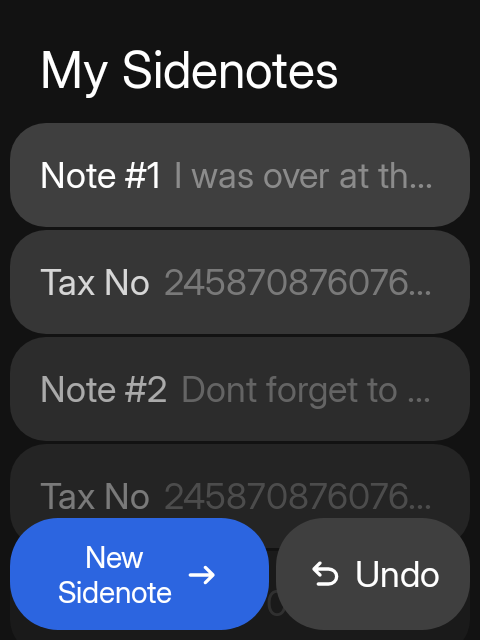 My Sidenotes
Note #1 I was over at th...
Tax No 245870876076...
Note #2 Dont forget to ...
Tax No 245870876076...
New
Sidenote
Undo